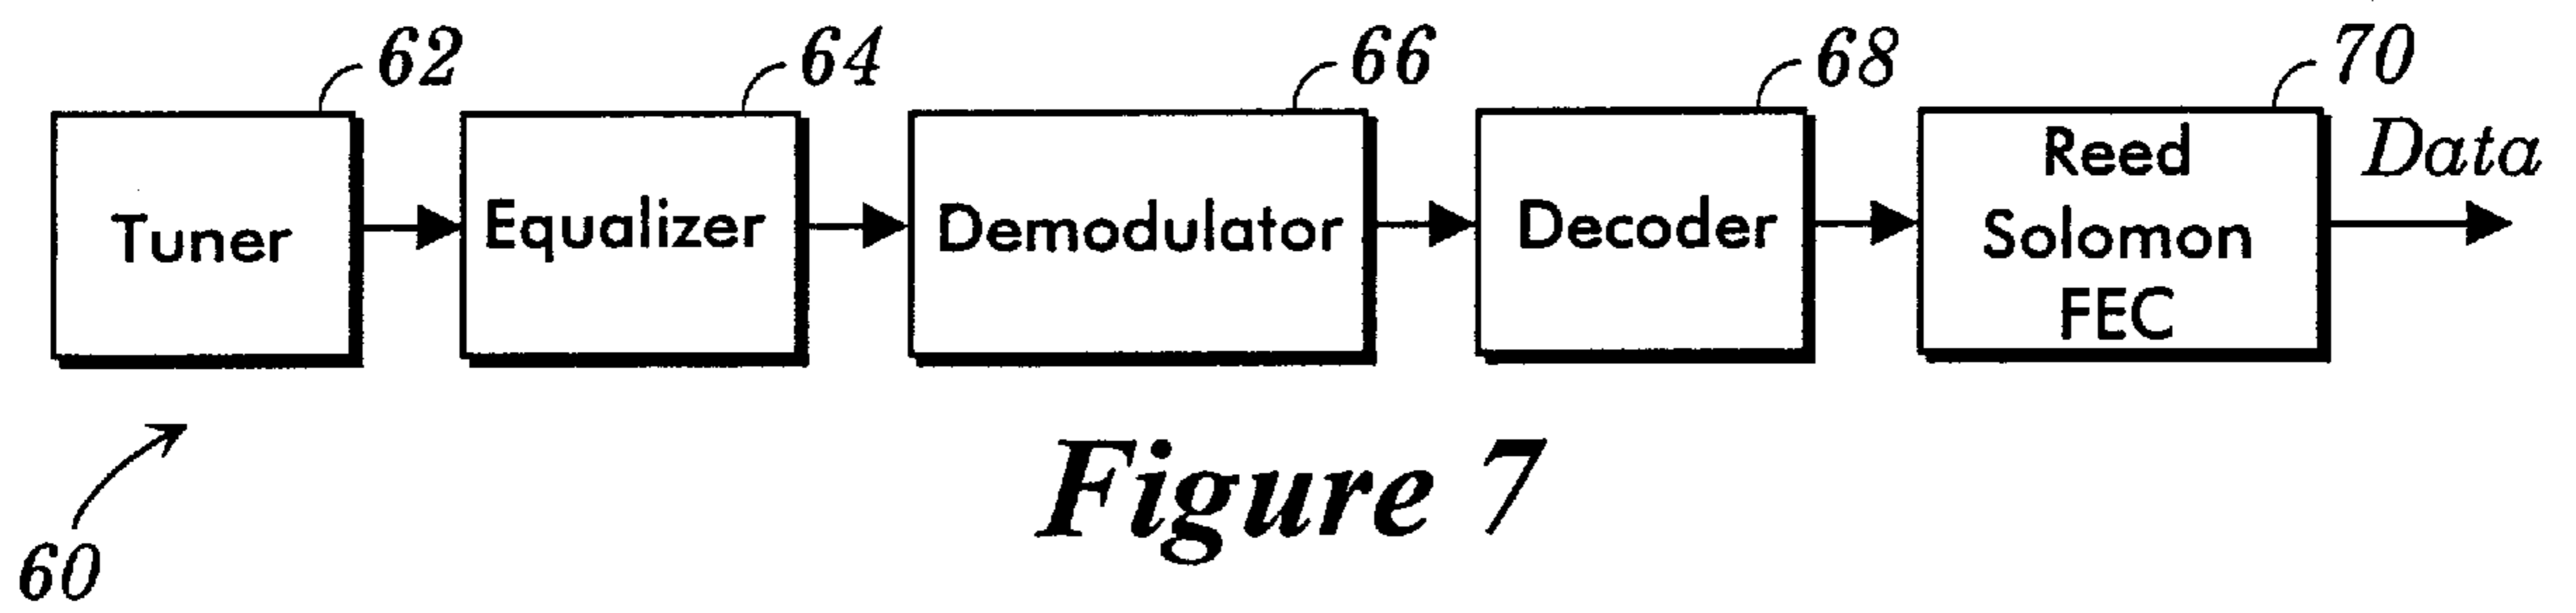 62
64
66
68
70
Tuner
Equalizer
Demodulator
Decoder
Reed
Solomon
FEC
Data
60
Figure 7